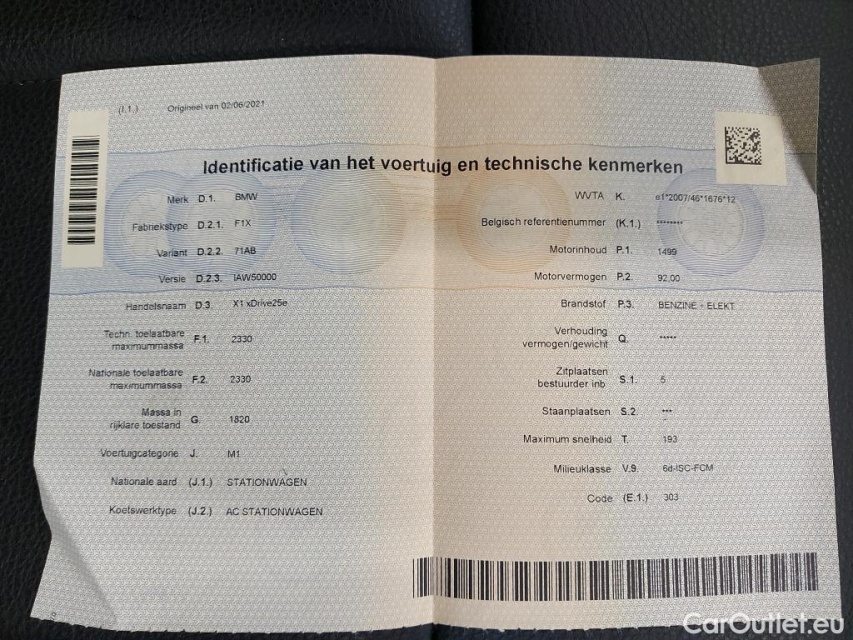 (I.1.) Origineel van 02/06/2021
Identificatie van het voertuig en technische kenmerken
Merk D.1. BMW
Fabriekstype D.2.1. F1X
Variant D.2.2. 71AB
Versie D.2.3. IAW50000
Handelsnaam D.3. X1 xDrive25e
Techn. toelaatbare
maximummassa F.1. 2330
Nationale toelaatbare
maximummassa F.2. 2330
Massa in
rijklare toestand G. 1820
Voertuigcategorie J. M1
Nationale aard (J.1.) STATIONWAGEN
Koetswerktype (J.2.) AC STATIONWAGEN
WVTA K. e1*2007/46*1676*12
Belgisch referentienummer (K.1.) ********
Motorinhoud P.1. 1499
Motorvermogen P.2. 92.00
Brandstof P.3. BENZINE - ELEKT
Verhouding
vermogen/gewicht Q. *****
Zitplaatsen
bestuurder inb S.1. 5
Staanplaatsen S.2. ***
Maximum snelheid T. 193
Milieuklasse V.9. 6d-ISC-FCM
Code (E.1.) 303
CarOutlet.eu